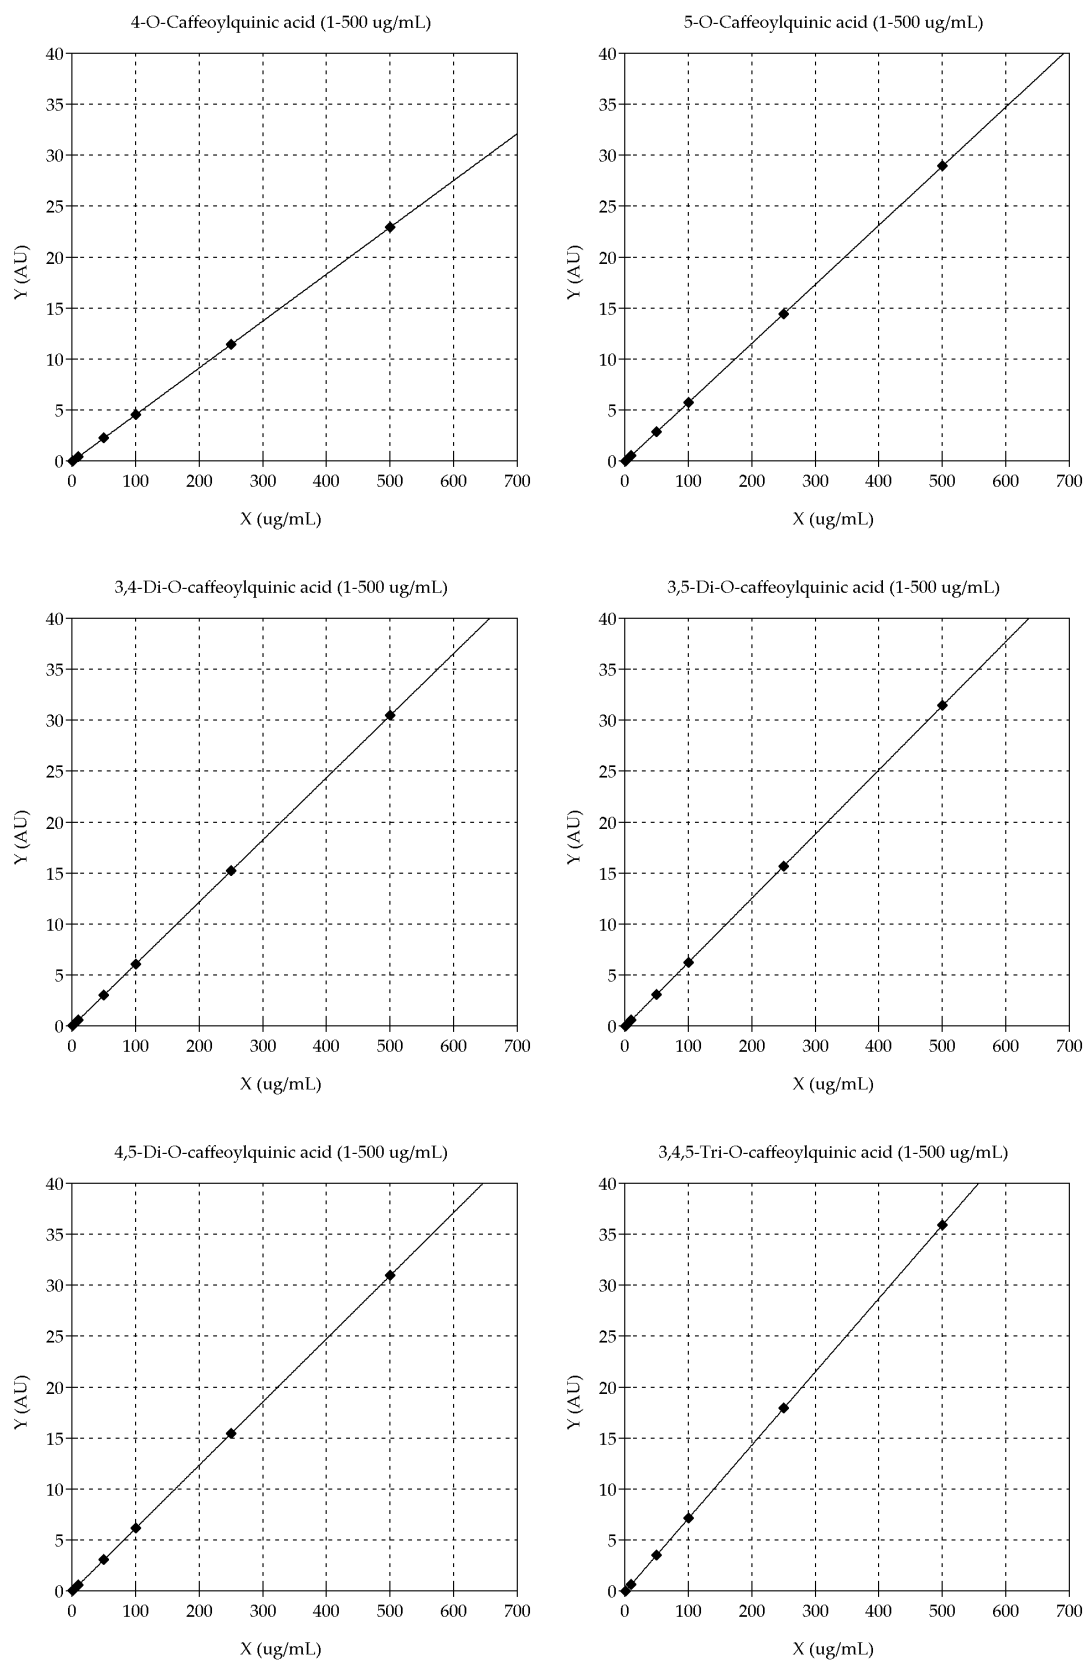 4-O-Caffeoylquinic acid (1-500 ug/mL)
40
35
30
25
20
15
10
5
0
Y (AU)
0 100 200 300 400 500 600 700
X (ug/mL)
5-O-Caffeoylquinic acid (1-500 ug/mL)
40
35
30
25
20
15
10
5
0
Y (AU)
0 100 200 300 400 500 600 700
X (ug/mL)
3,4-Di-O-caffeoylquinic acid (1-500 ug/mL)
40
35
30
25
20
15
10
5
0
Y (AU)
0 100 200 300 400 500 600 700
X (ug/mL)
3,5-Di-O-caffeoylquinic acid (1-500 ug/mL)
40
35
30
25
20
15
10
5
0
Y (AU)
0 100 200 300 400 500 600 700
X (ug/mL)
4,5-Di-O-caffeoylquinic acid (1-500 ug/mL)
40
35
30
25
20
15
10
5
0
Y (AU)
0 100 200 300 400 500 600 700
X (ug/mL)
3,4,5-Tri-O-caffeoylquinic acid (1-500 ug/mL)
40
35
30
25
20
15
10
5
0
Y (AU)
0 100 200 300 400 500 600 700
X (ug/mL)